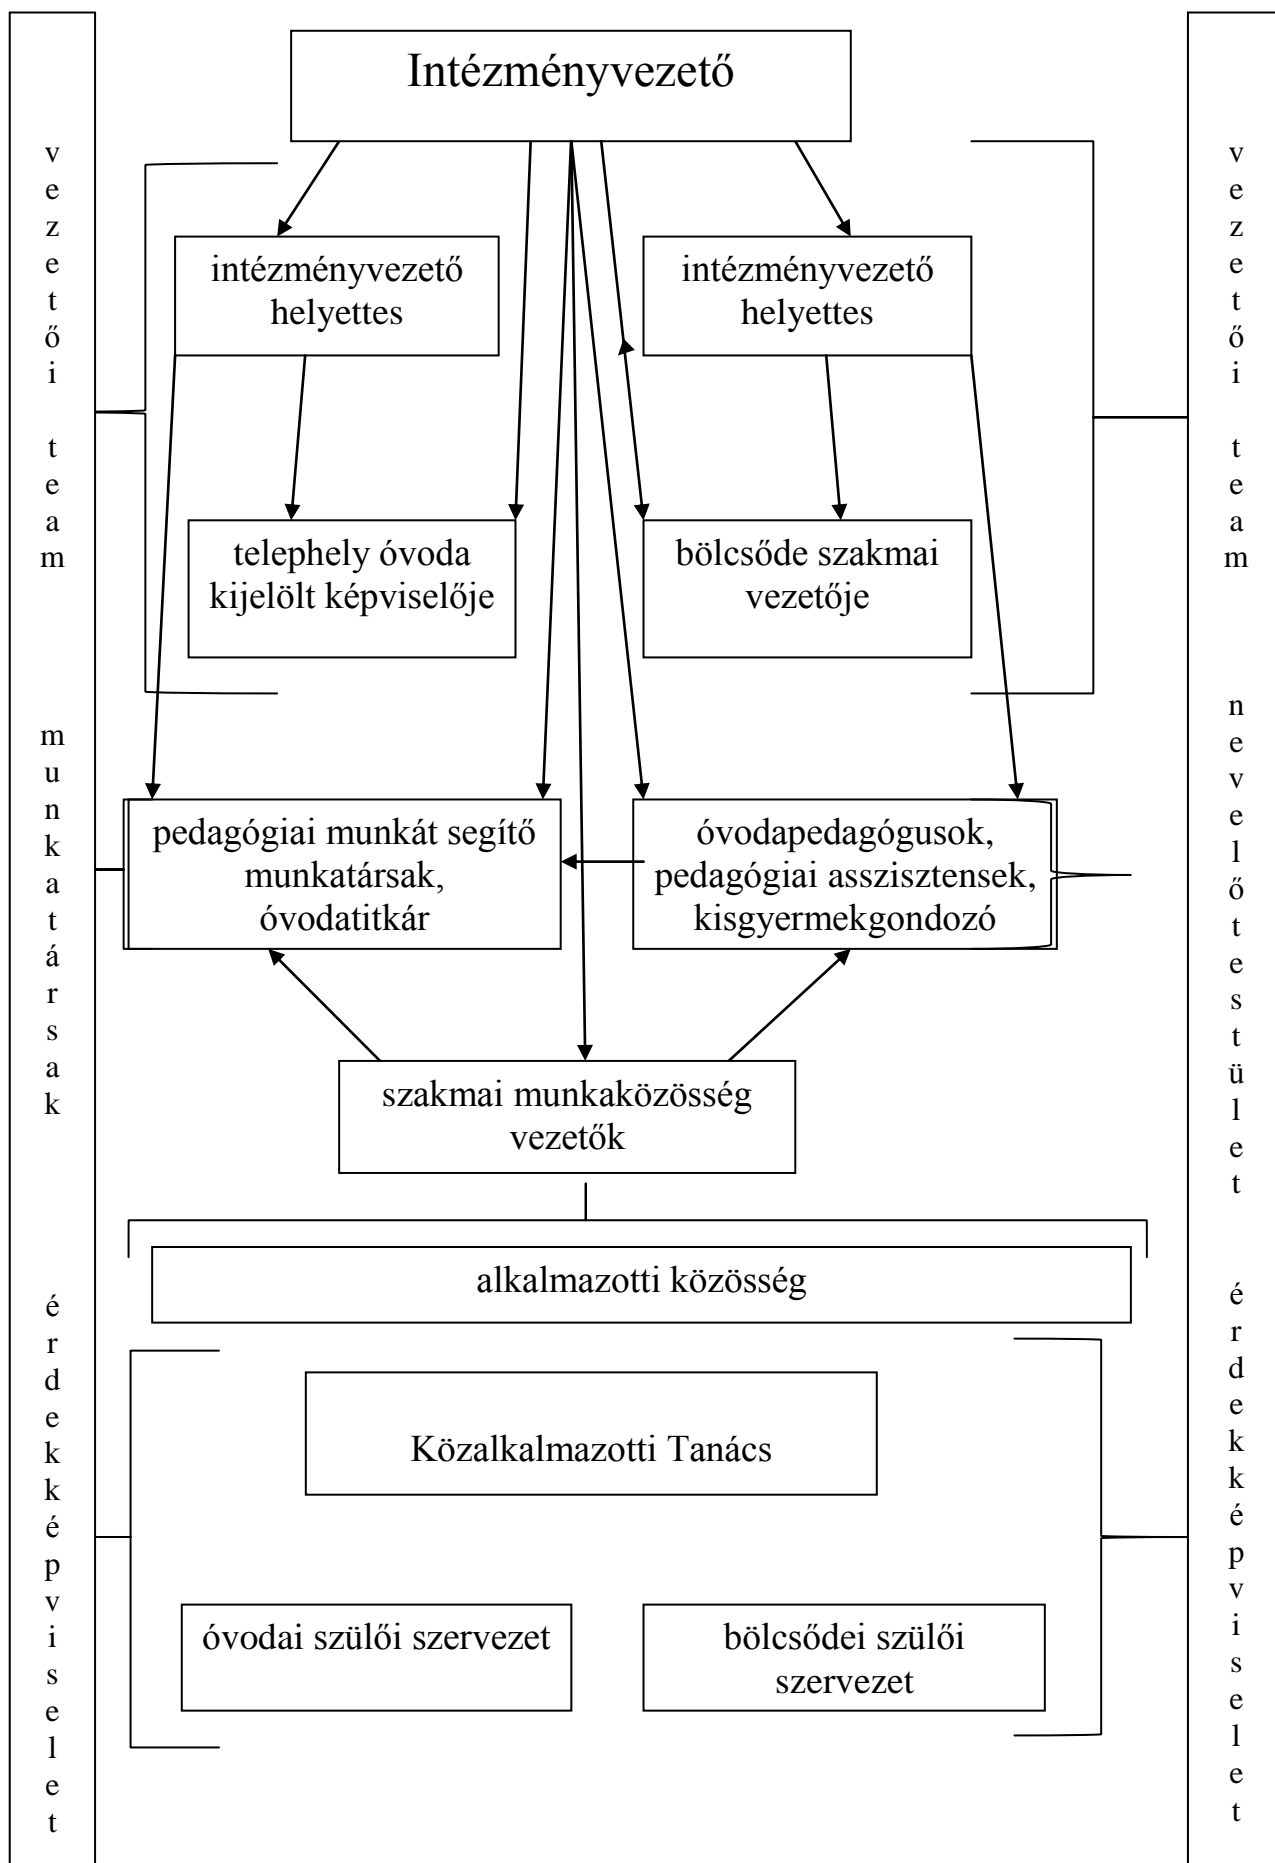 Intézményvezető
vezetői team
munkatársak
érdekképviselet
intézményvezető
helyettes
intézményvezető
helyettes
telephely óvoda
kijelölt képviselője
bölcsőde szakmai
vezetője
pedagógiai munkát segítő
munkatársak,
óvodatitkár
óvodapedagógusok,
pedagógiai asszisztensek,
kisgyermekgondozó
szakmai munkaközösség
vezetők
alkalmazotti közösség
Közalkalmazotti Tanács
óvodai szülői szervezet
bölcsődei szülői
szervezet
vezetői team
nevelőtestület
érdekképviselet